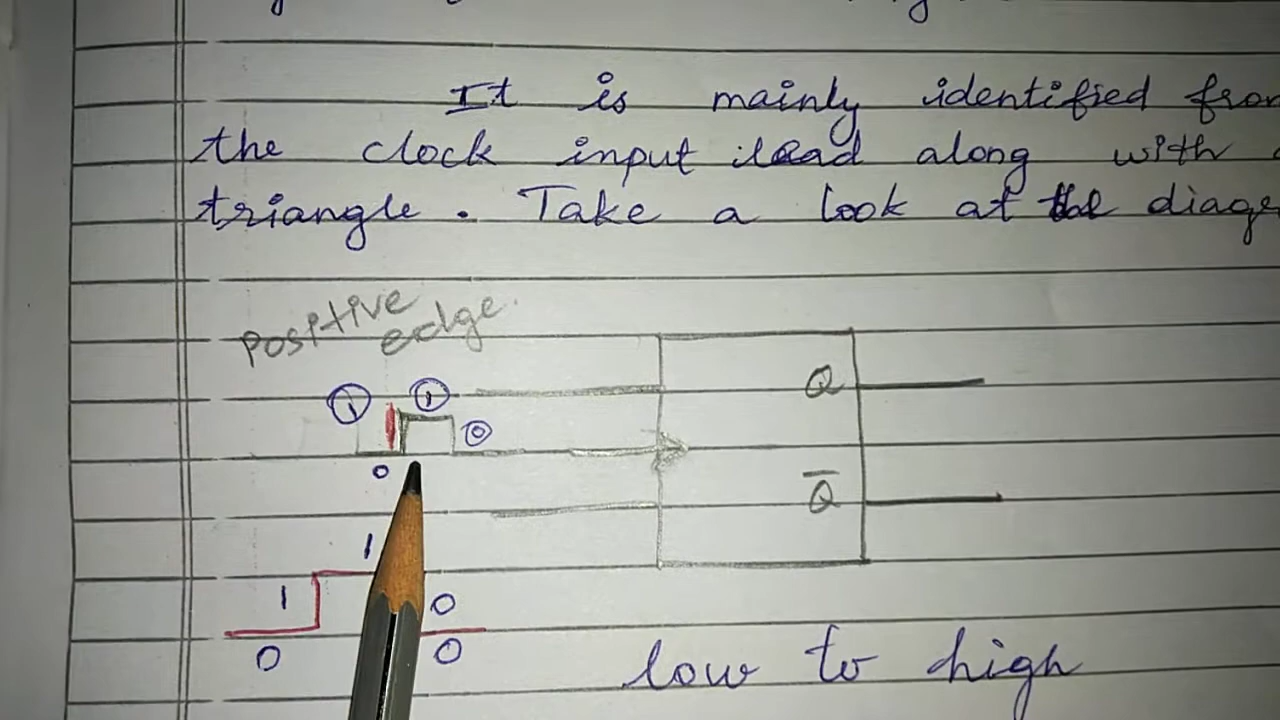 It is mainly identified from
the clock input lead along with
triangle. Take a look at the
positive
edge.
1 1 0
0
Q
Q̅
1
1 0
0 0
low to high